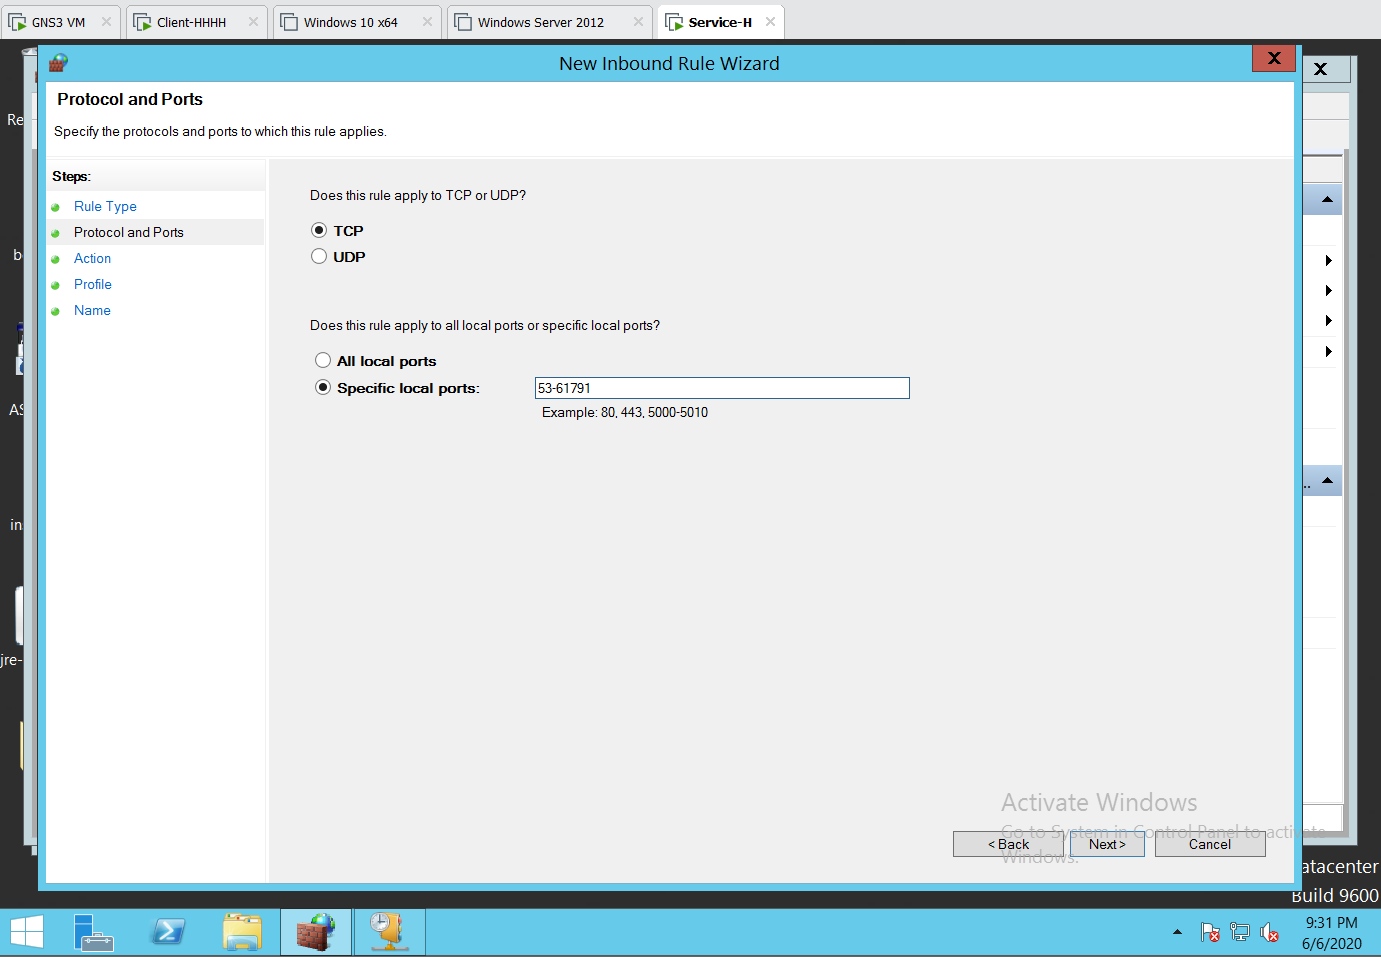 GNS3 VM
Client-HHHH
Windows 10 x64
Windows Server 2012
Service-H
New Inbound Rule Wizard
X
X
Protocol and Ports
Specify the protocols and ports to which this rule applies.
Steps:
Rule Type
Protocol and Ports
Action
Profile
Name
Does this rule apply to TCP or UDP?
TCP
UDP
Does this rule apply to all local ports or specific local ports?
All local ports
Specific local ports:
53-61791
Example: 80, 443, 5000-5010
Re
b
AS
in
jre-
..
Activate Windows
Go to System in Control Panel to activate
Windows.
< Back
Next >
Cancel
atacenter
Build 9600
9:31 PM
6/6/2020